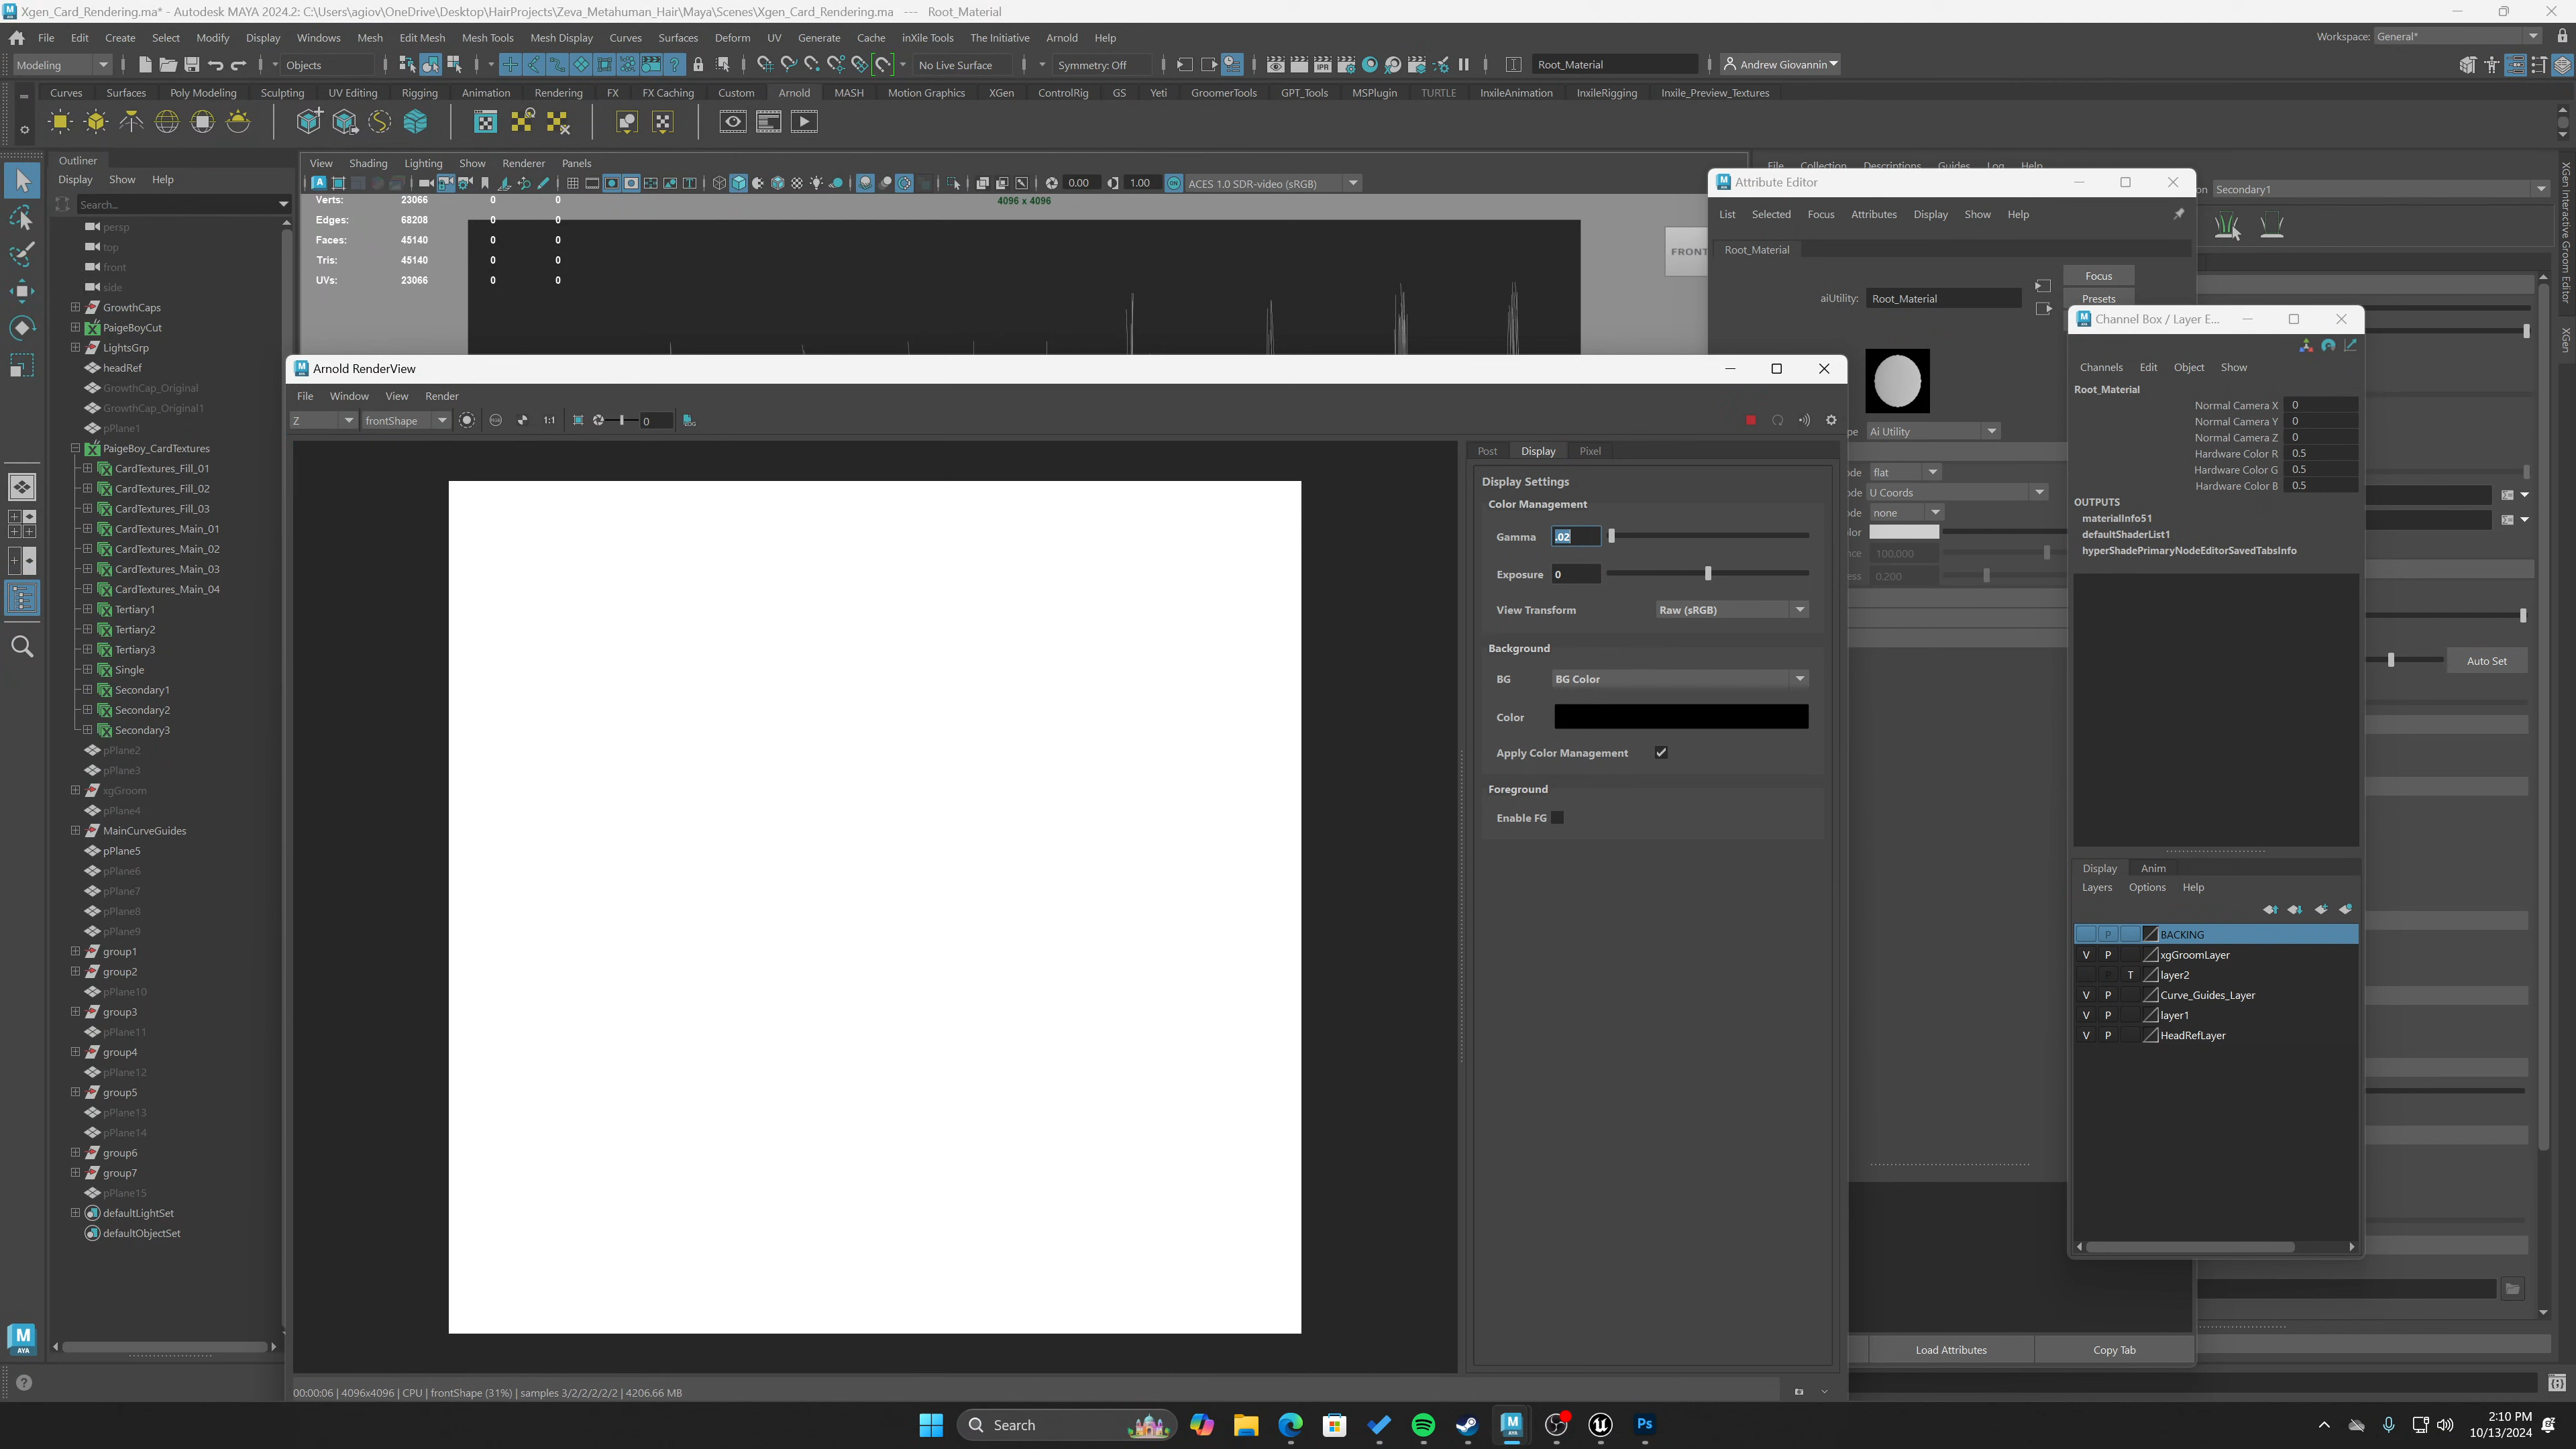 Xgen_Card_Rendering.ma* - Autodesk MAYA 2024.2: C:\Users\agiov\OneDrive\Desktop\HairProjects\Zeva_Metahuman_Hair\Maya\Scenes\Xgen_Card_Rendering.ma --- Root_Material
File Edit Create Select Modify Display Windows Mesh Edit Mesh Mesh Tools Mesh Display Curves Surfaces Deform UV Generate Cache inXile Tools The Initiative Arnold Help
Workspace: General*
Modeling Objects No Live Surface Symmetry: Off Root_Material Andrew Giovannin
Curves Surfaces Poly Modeling Sculpting UV Editing Rigging Animation Rendering FX FX Caching Custom Arnold MASH Motion Graphics XGen ControlRig GS Yeti GroomerTools GPT_Tools MSPlugin TURTLE InxileAnimation InxileRigging Inxile_Preview_Textures
Outliner
Display Show Help
Search...
persp
top
front
side
GrowthCaps
PaigeBoyCut
LightsGrp
headRef
GrowthCap_Original
GrowthCap_Original1
pPlane1
PaigeBoy_CardTextures
CardTextures_Fill_01
CardTextures_Fill_02
CardTextures_Fill_03
CardTextures_Main_01
CardTextures_Main_02
CardTextures_Main_03
CardTextures_Main_04
Tertiary1
Tertiary2
Tertiary3
Single
Secondary1
Secondary2
Secondary3
pPlane2
pPlane3
xgGroom
pPlane4
MainCurveGuides
pPlane5
pPlane6
pPlane7
pPlane8
pPlane9
group1
group2
pPlane10
group3
pPlane11
group4
pPlane12
group5
pPlane13
pPlane14
group6
group7
pPlane15
defaultLightSet
defaultObjectSet
View Shading Lighting Show Renderer Panels
0.00 1.00 ACES 1.0 SDR-video (sRGB)
4096 x 4096
Verts: 23066 0 0
Edges: 68208 0 0
Faces: 45140 0 0
Tris: 45140 0 0
UVs: 23066 0 0
FRONT
Arnold RenderView
File Window View Render
Z frontShape 1:1 0
Post Display Pixel
Display Settings
Color Management
Gamma .02
Exposure 0
View Transform Raw (sRGB)
Background
BG BG Color
Color
Apply Color Management
Foreground
Enable FG
00:00:06 | 4096x4096 | CPU | frontShape (31%) | samples 3/2/2/2/2/2 | 4206.66 MB
Attribute Editor
List Selected Focus Attributes Display Show Help
Root_Material
Focus
aiUtility: Root_Material
Presets
Ai Utility
flat
U Coords
none
100.000
0.200
Load Attributes Copy Tab
Secondary1
Auto Set
XGen Interactive Groom Editor
XGen
Channel Box / Layer E...
Channels Edit Object Show
Root_Material
Normal Camera X 0
Normal Camera Y 0
Normal Camera Z 0
Hardware Color R 0.5
Hardware Color G 0.5
Hardware Color B 0.5
OUTPUTS
materialInfo51
defaultShaderList1
hyperShadePrimaryNodeEditorSavedTabsInfo
Display Anim
Layers Options Help
P BACKING
V P xgGroomLayer
P T layer2
V P Curve_Guides_Layer
V P layer1
V P HeadRefLayer
M
AYA
Search
Ps
2:10 PM
10/13/2024